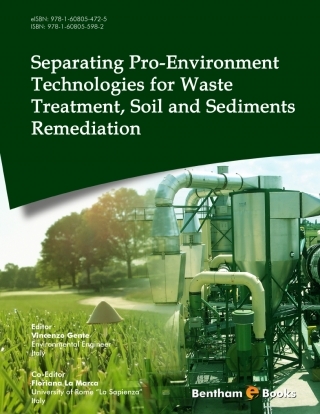 eISBN: 978-1-60805-472-5
ISBN: 978-1-60805-598-2
Separating Pro-Environment
Technologies for Waste
Treatment, Soil and Sediments
Remediation
Editor
Vincenzo Gente
Environmental Engineer
Italy
Co-Editor
Floriana La Marca
University of Rome "La Sapienza"
Italy
Bentham e Books